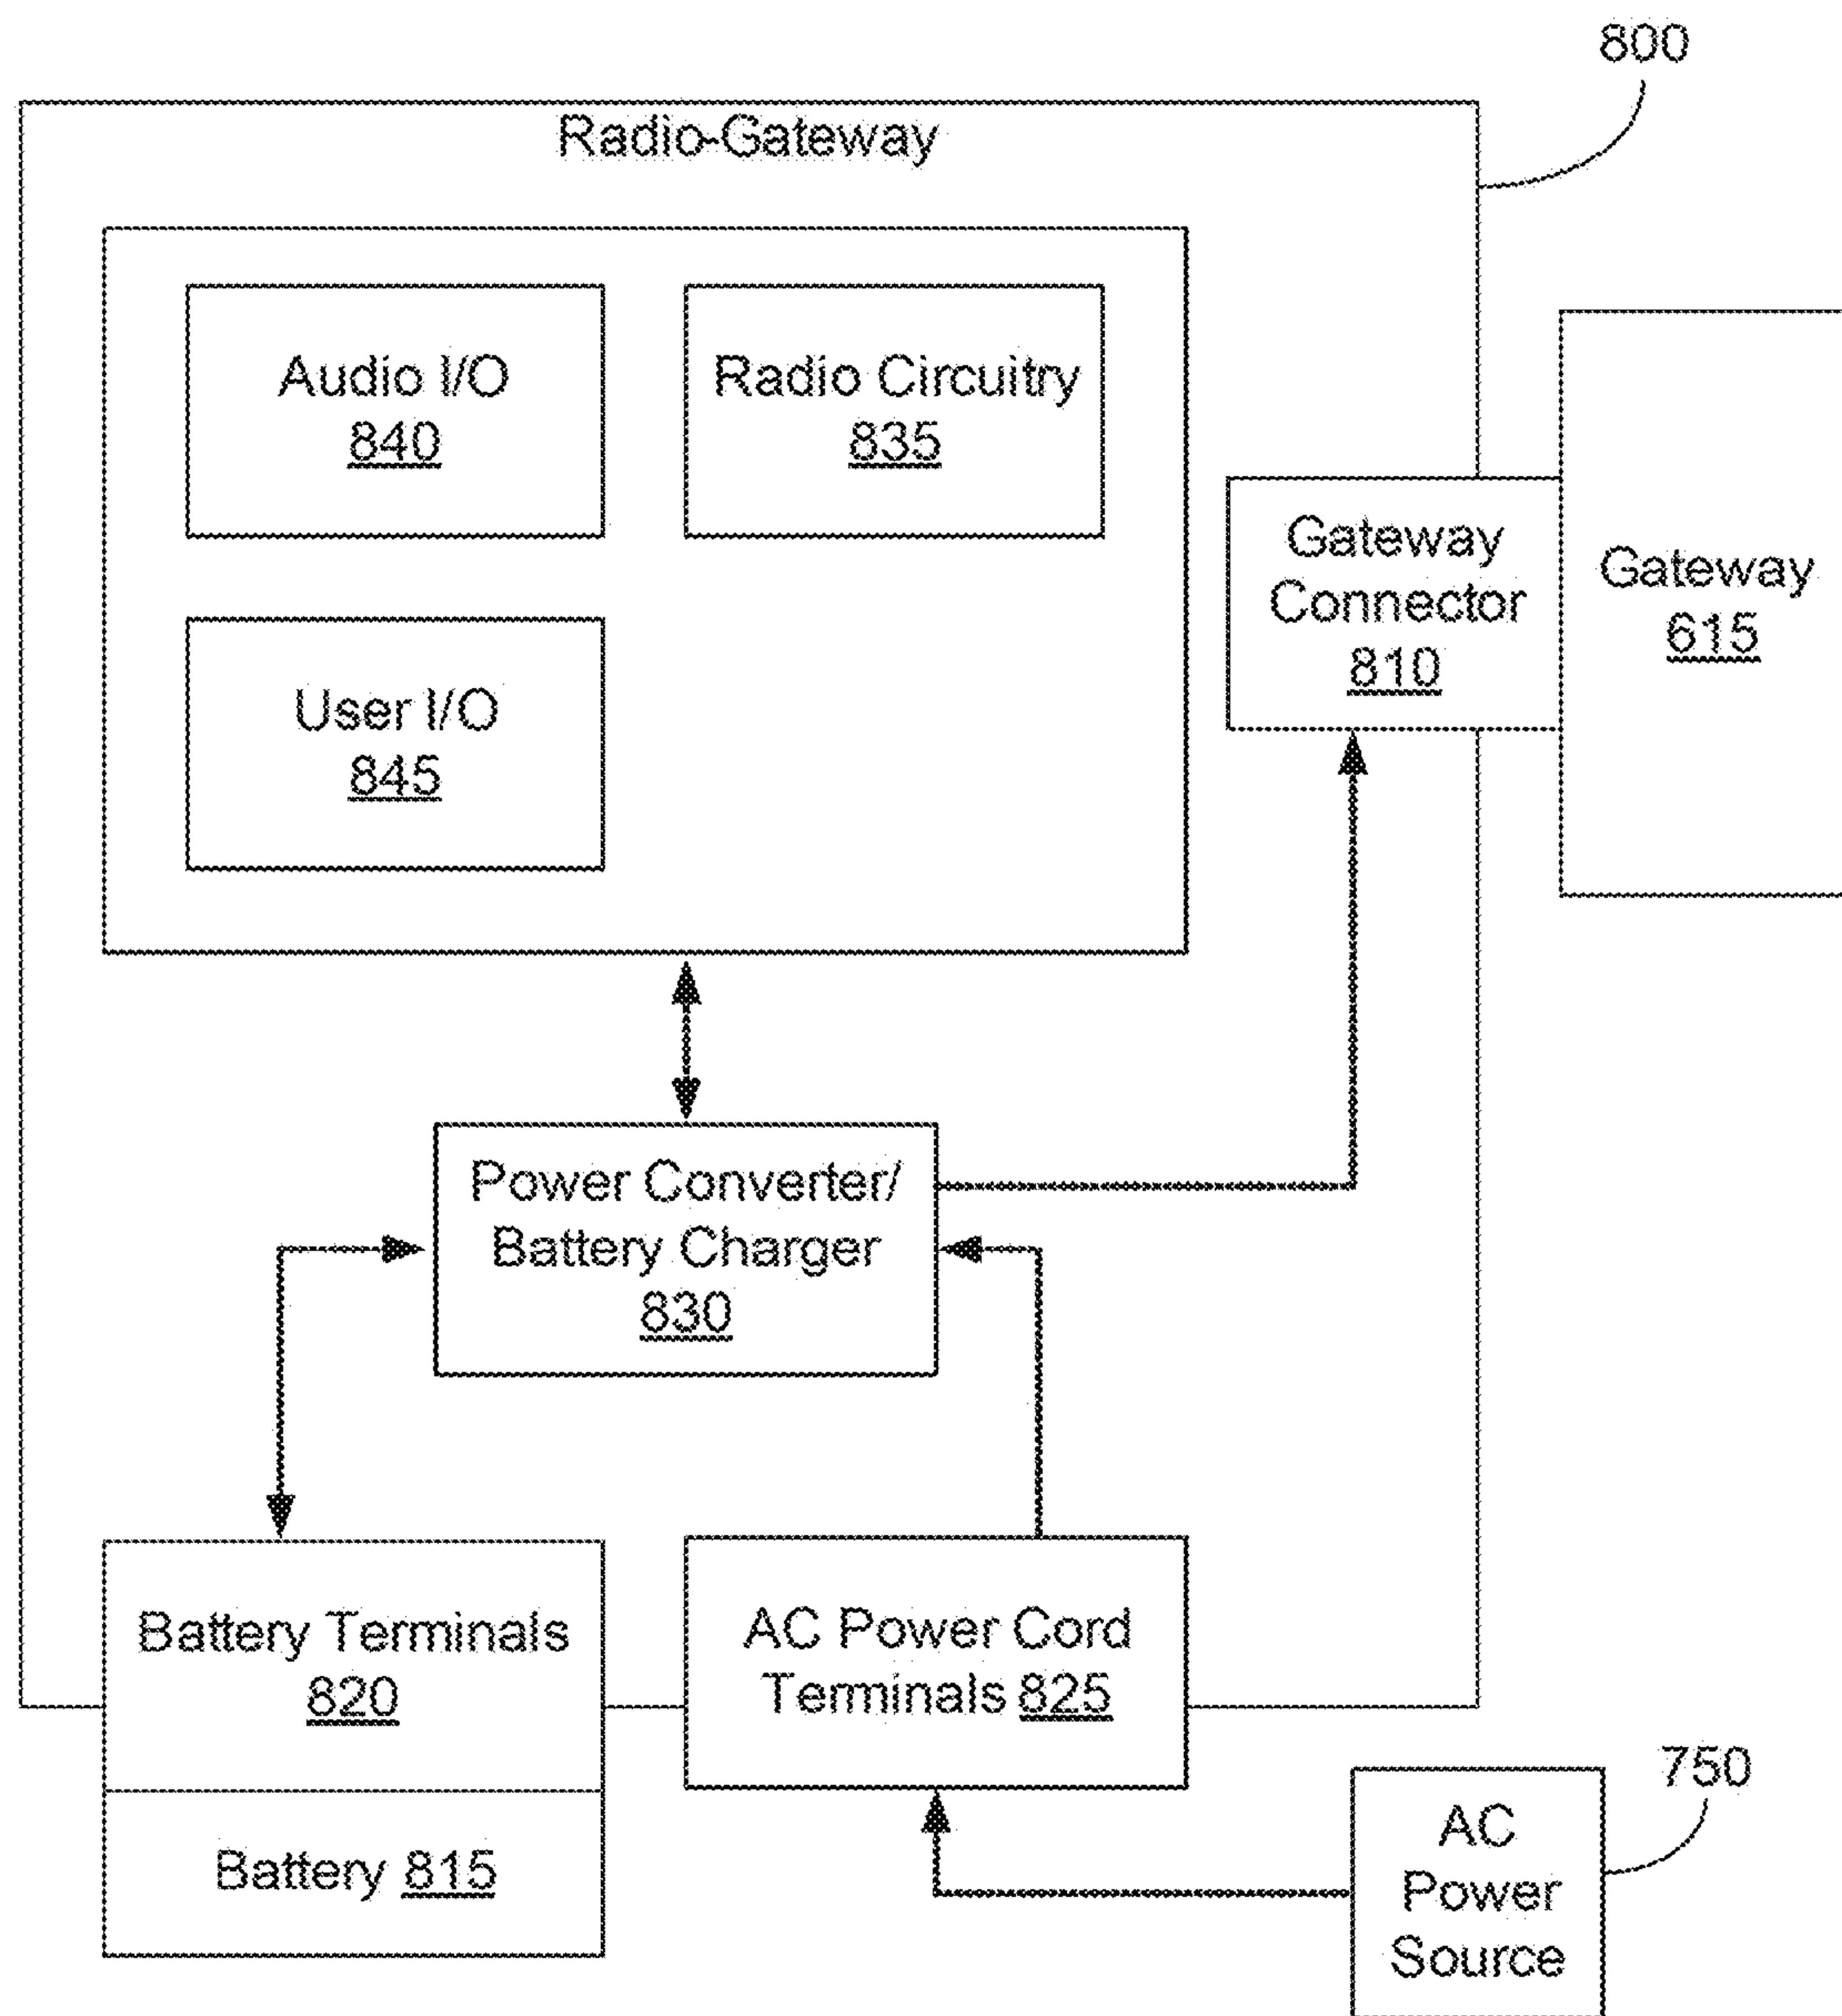 800
Radio-Gateway
Audio I/O
840
Radio Circuitry
835
Gateway
Connector
810
Gateway
615
User I/O
845
Power Converter/
Battery Charger
830
Battery Terminals
820
AC Power Cord
Terminals 825
Battery 815
750
AC
Power
Source